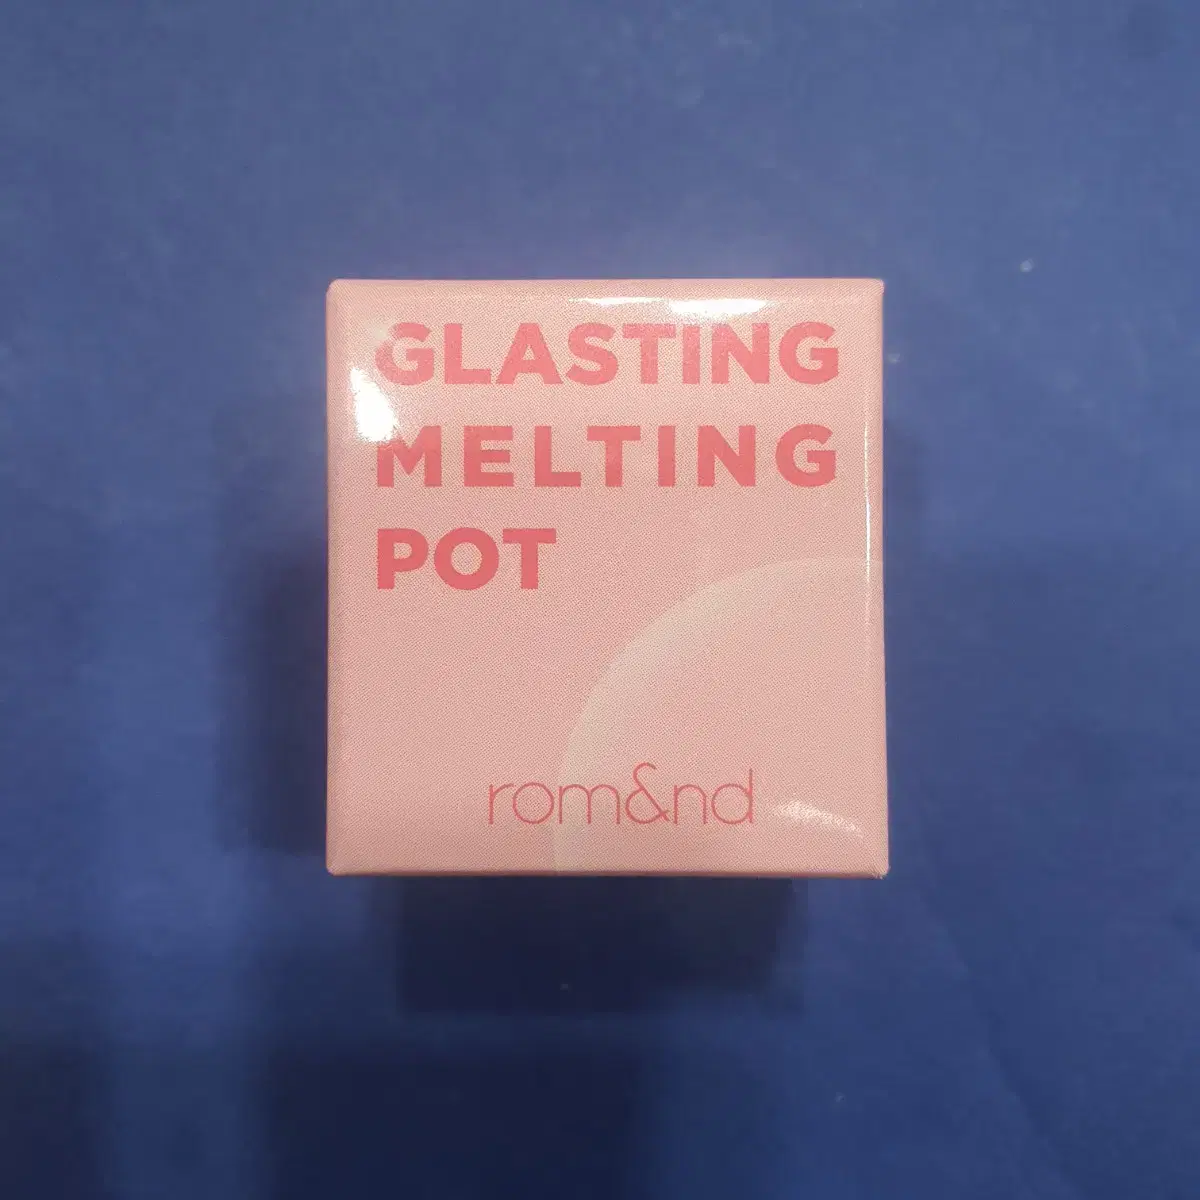 GLASTING
MELTING
POT
rom&nd